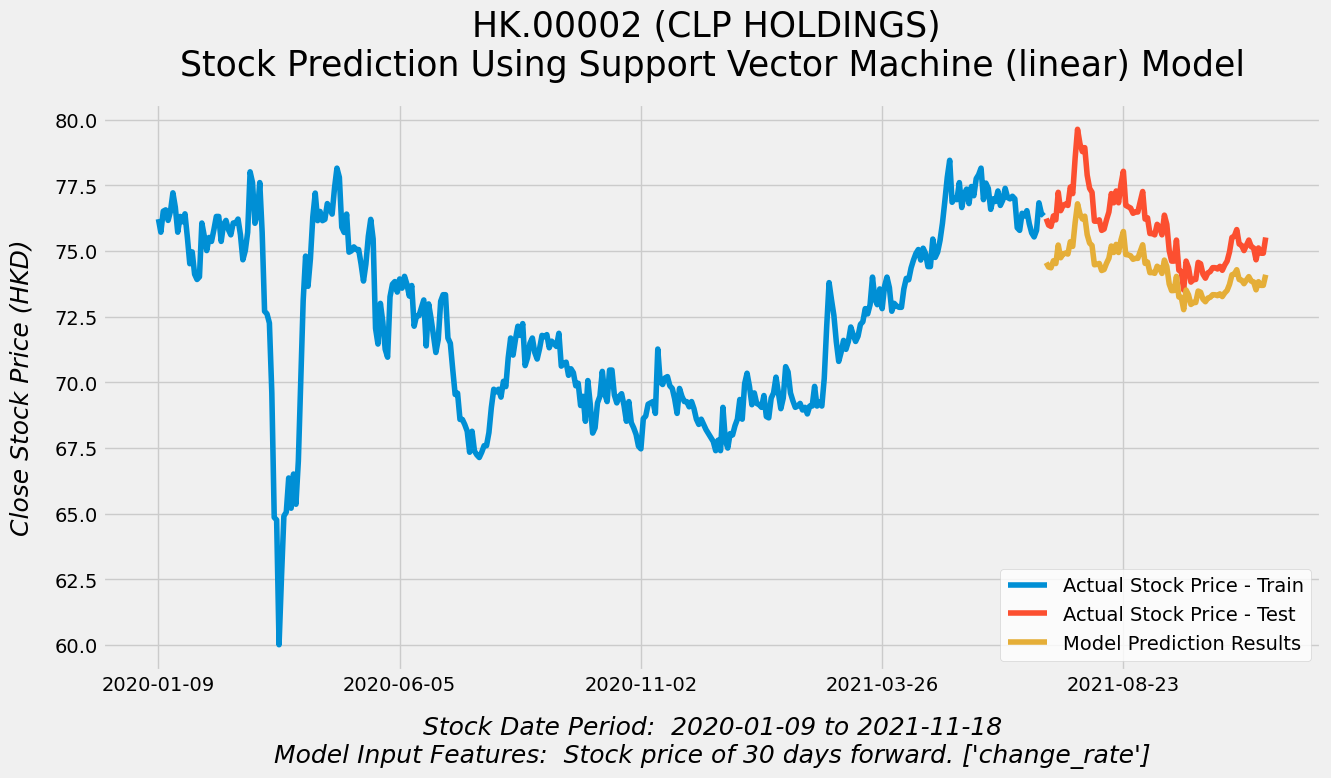 HK.00002 (CLP HOLDINGS)
Stock Prediction Using Support Vector Machine (linear) Model
Close Stock Price (HKD)
80.0
77.5
75.0
72.5
70.0
67.5
65.0
62.5
60.0
Actual Stock Price - Train
Actual Stock Price - Test
Model Prediction Results
2020-01-09 2020-06-05 2020-11-02 2021-03-26 2021-08-23
Stock Date Period:  2020-01-09 to 2021-11-18
Model Input Features:  Stock price of 30 days forward. ['change_rate']